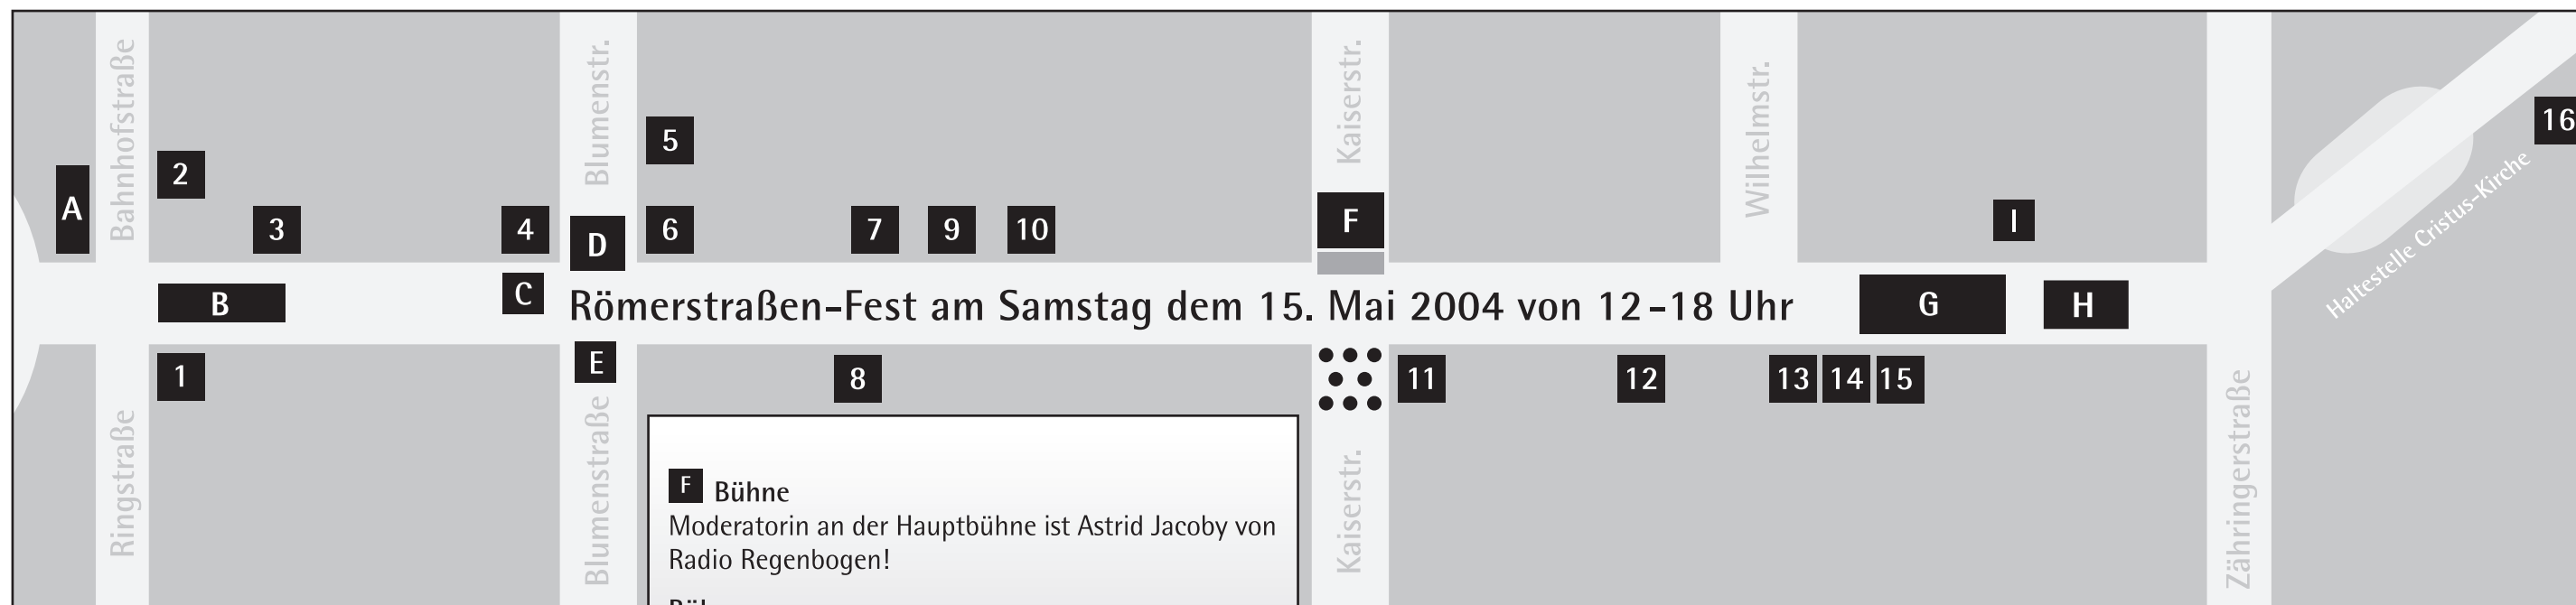 Bahnhofstraße
Blumenstr.
Kaiserstr.
Wilhelmstr.
5
16
2
A
3
4
D
6
7
9
10
F
I
Haltestelle Cristus-Kirche
B
C
Römerstraßen-Fest am Samstag dem 15. Mai 2004 von 12-18 Uhr
G
H
1
E
8
11
12
13
14
15
Ringstraße
Blumenstraße
Kaiserstr.
Zähringerstraße
F Bühne
Moderatorin an der Hauptbühne ist Astrid Jacoby von
Radio Regenbogen!